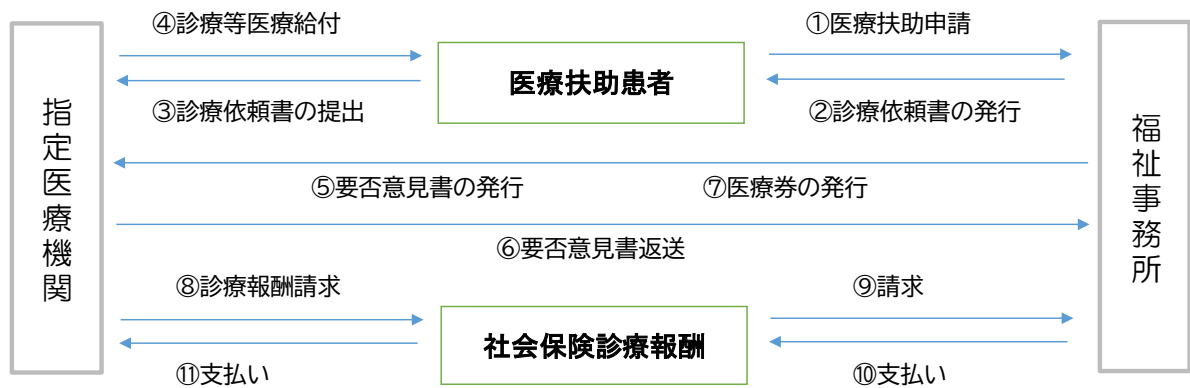 ④診療等医療給付
①医療扶助申請
医療扶助患者
③診療依頼書の提出
②診療依頼書の発行
指定医療機関
福祉事務所
⑤要否意見書の発行
⑦医療券の発行
⑥要否意見書返送
⑧診療報酬請求
⑨請求
社会保険診療報酬
⑪支払い
⑩支払い